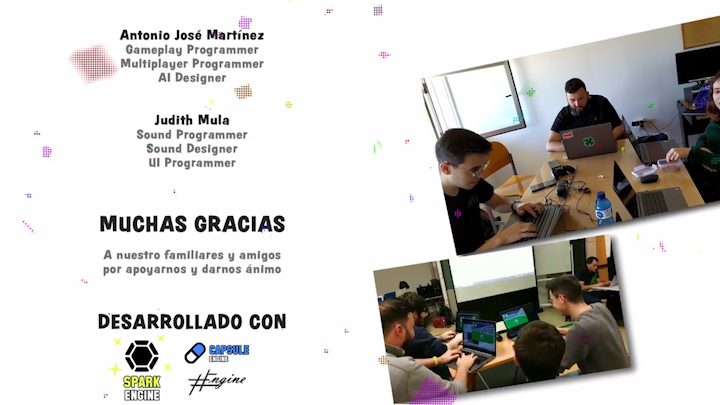 Antonio José Martínez
Gameplay Programmer
Multiplayer Programmer
AI Designer
Judith Mula
Sound Programmer
Sound Designer
UI Programmer
MUCHAS GRACIAS
A nuestro familiares y amigos
por apoyarnos y darnos ánimo
DESARROLLADO CON
SPARK
ENGINE
CAPSULE
ENGINE
Engine